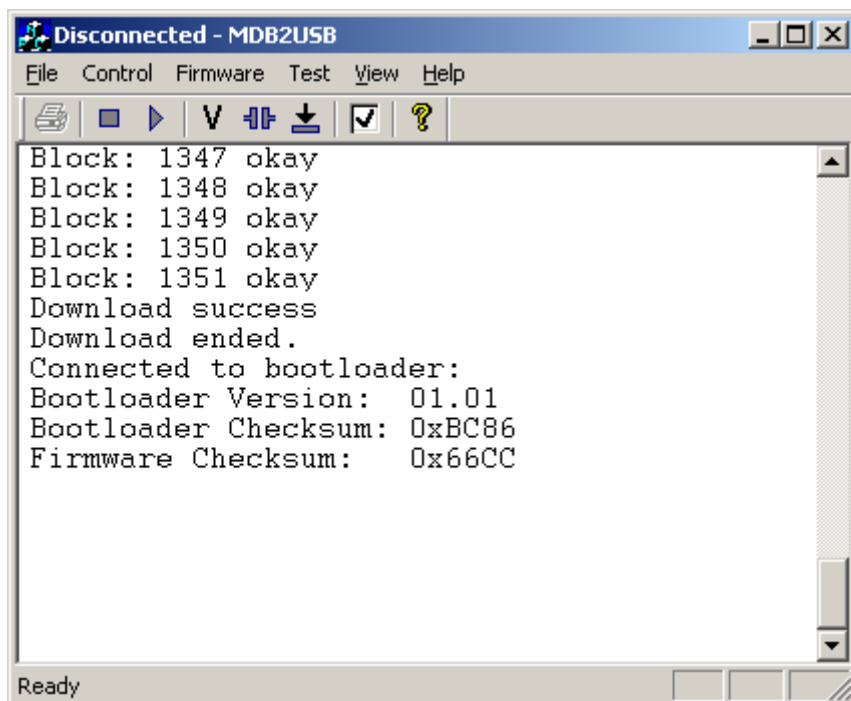 Disconnected - MDB2USB
File Control Firmware Test View Help
V ?
Block: 1347 okay
Block: 1348 okay
Block: 1349 okay
Block: 1350 okay
Block: 1351 okay
Download success
Download ended.
Connected to bootloader:
Bootloader Version: 01.01
Bootloader Checksum: 0xBC86
Firmware Checksum: 0x66CC
Ready